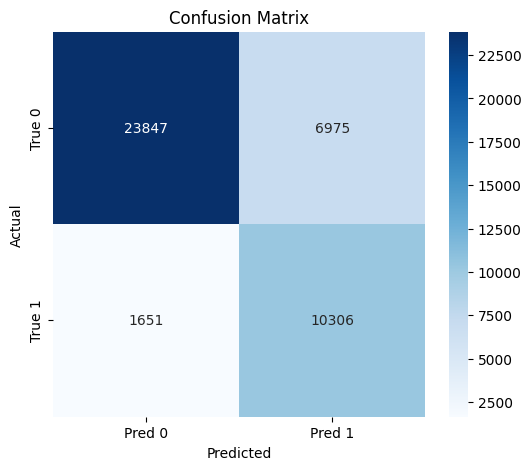 Confusion Matrix
True 0
23847
6975
Actual
True 1
1651
10306
Pred 0
Pred 1
Predicted
22500
20000
17500
15000
12500
10000
7500
5000
2500